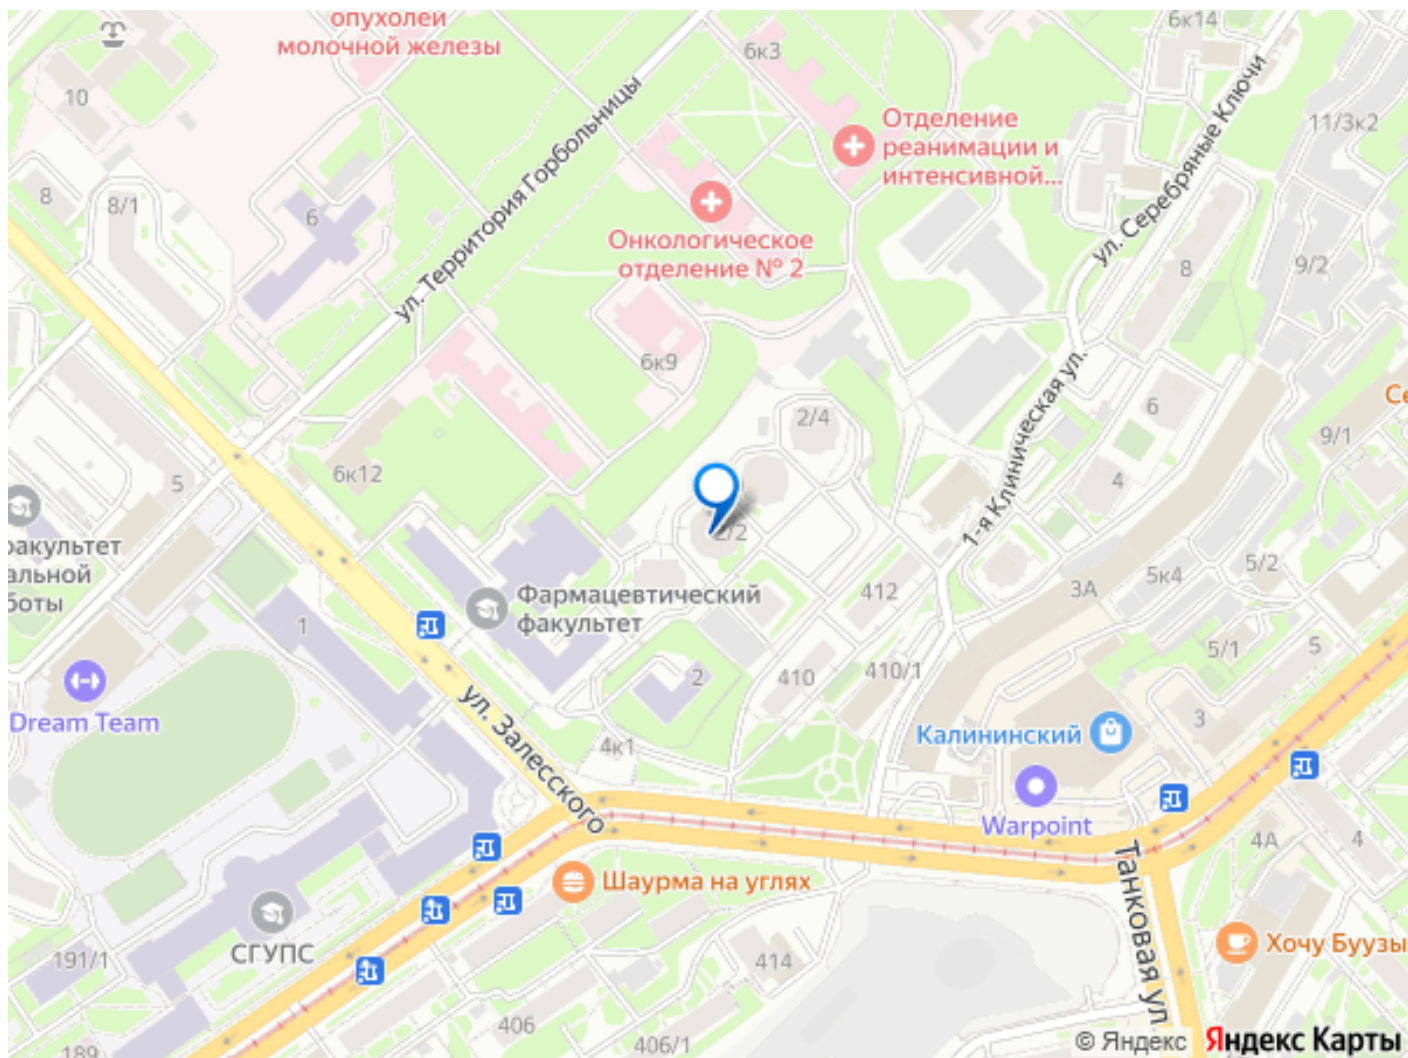 опухолей
молочной железы
6к3
6к14
10
Отделение
реанимации и
интенсивной...
11/3к2
ул. Серебряные Ключи
8
8/1
6
ул. Территория Горбольницы
Онкологическое
отделение № 2
8
9/2
6к9
1-я Клиническая ул.
2/4
6
Се
9/1
5
6к12
4
2/2
акультет
альной
боты
Фармацевтический
факультет
412
3А
5к4
5/2
1
5/1
5
2
410
410/1
Dream Team
ул. Залесского
4к1
Калининский
3
Warpoint
Танковая ул.
4А
4
Шаурма на углях
СГУПС
191/1
414
Хочу Буузы
406
406/1
189
© Яндекс Яндекс Карты